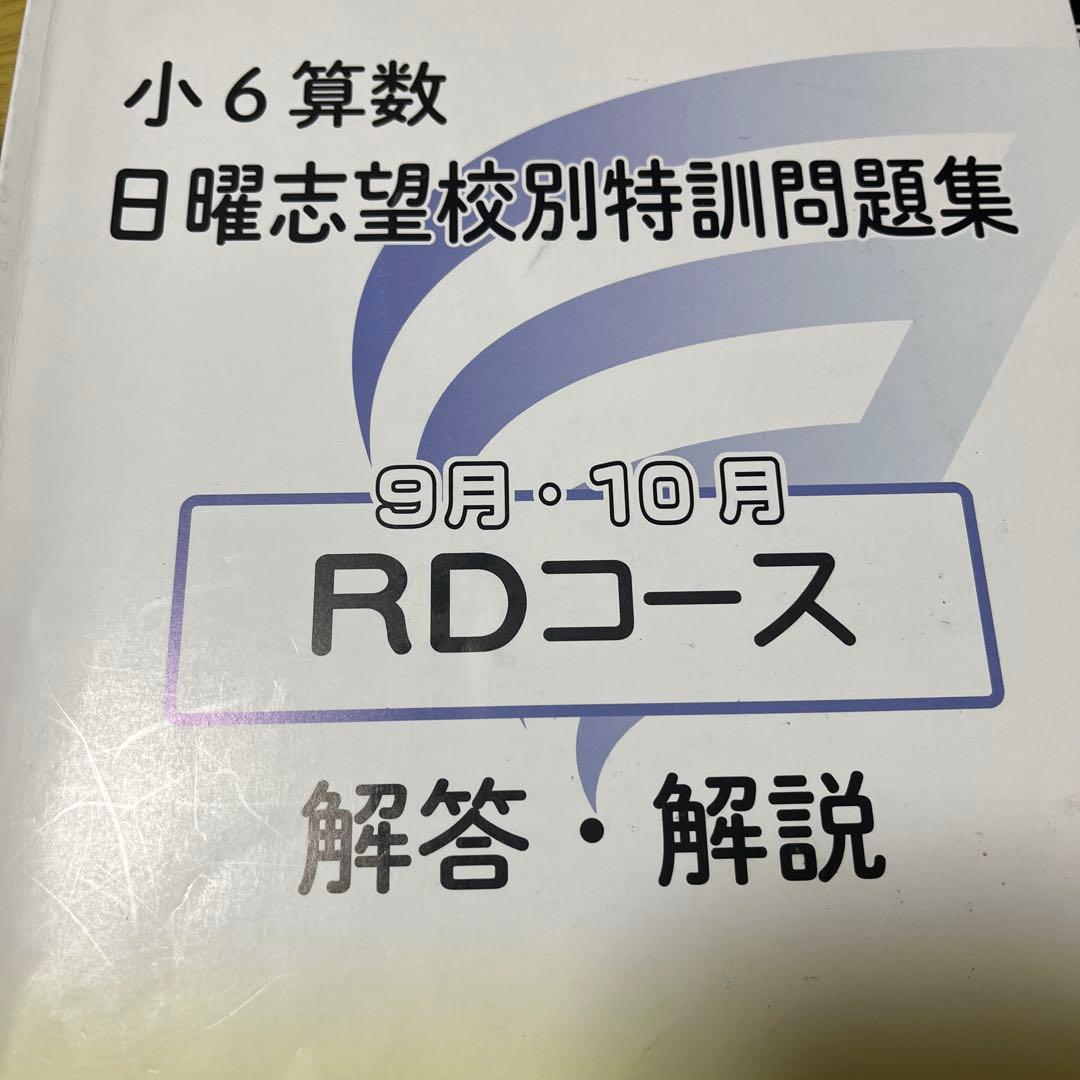 小6算数
日曜志望校別特訓問題集
9月・10月
RDコース
解答・解説